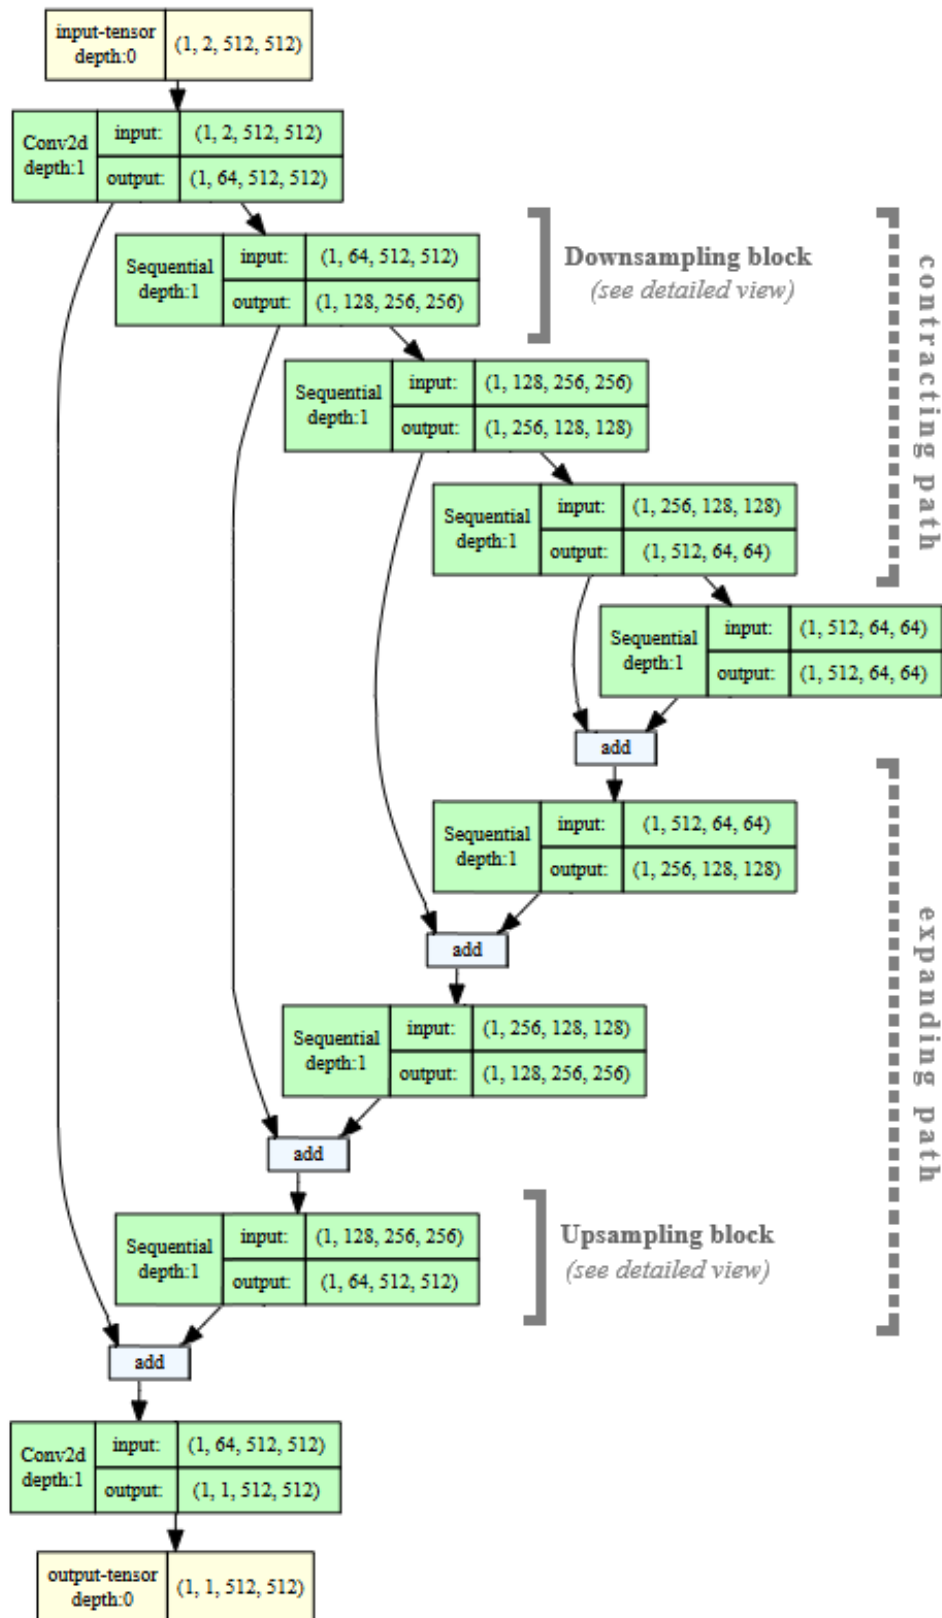 input-tensor
depth:0
(1, 2, 512, 512)
Conv2d
depth:1
input:
(1, 2, 512, 512)
output:
(1, 64, 512, 512)
Sequential
depth:1
input:
(1, 64, 512, 512)
output:
(1, 128, 256, 256)
Downsampling block
(see detailed view)
contracting path
Sequential
depth:1
input:
(1, 128, 256, 256)
output:
(1, 256, 128, 128)
Sequential
depth:1
input:
(1, 256, 128, 128)
output:
(1, 512, 64, 64)
Sequential
depth:1
input:
(1, 512, 64, 64)
output:
(1, 512, 64, 64)
add
Sequential
depth:1
input:
(1, 512, 64, 64)
output:
(1, 256, 128, 128)
expanding path
add
Sequential
depth:1
input:
(1, 256, 128, 128)
output:
(1, 128, 256, 256)
add
Sequential
depth:1
input:
(1, 128, 256, 256)
output:
(1, 64, 512, 512)
Upsampling block
(see detailed view)
add
Conv2d
depth:1
input:
(1, 64, 512, 512)
output:
(1, 1, 512, 512)
output-tensor
depth:0
(1, 1, 512, 512)